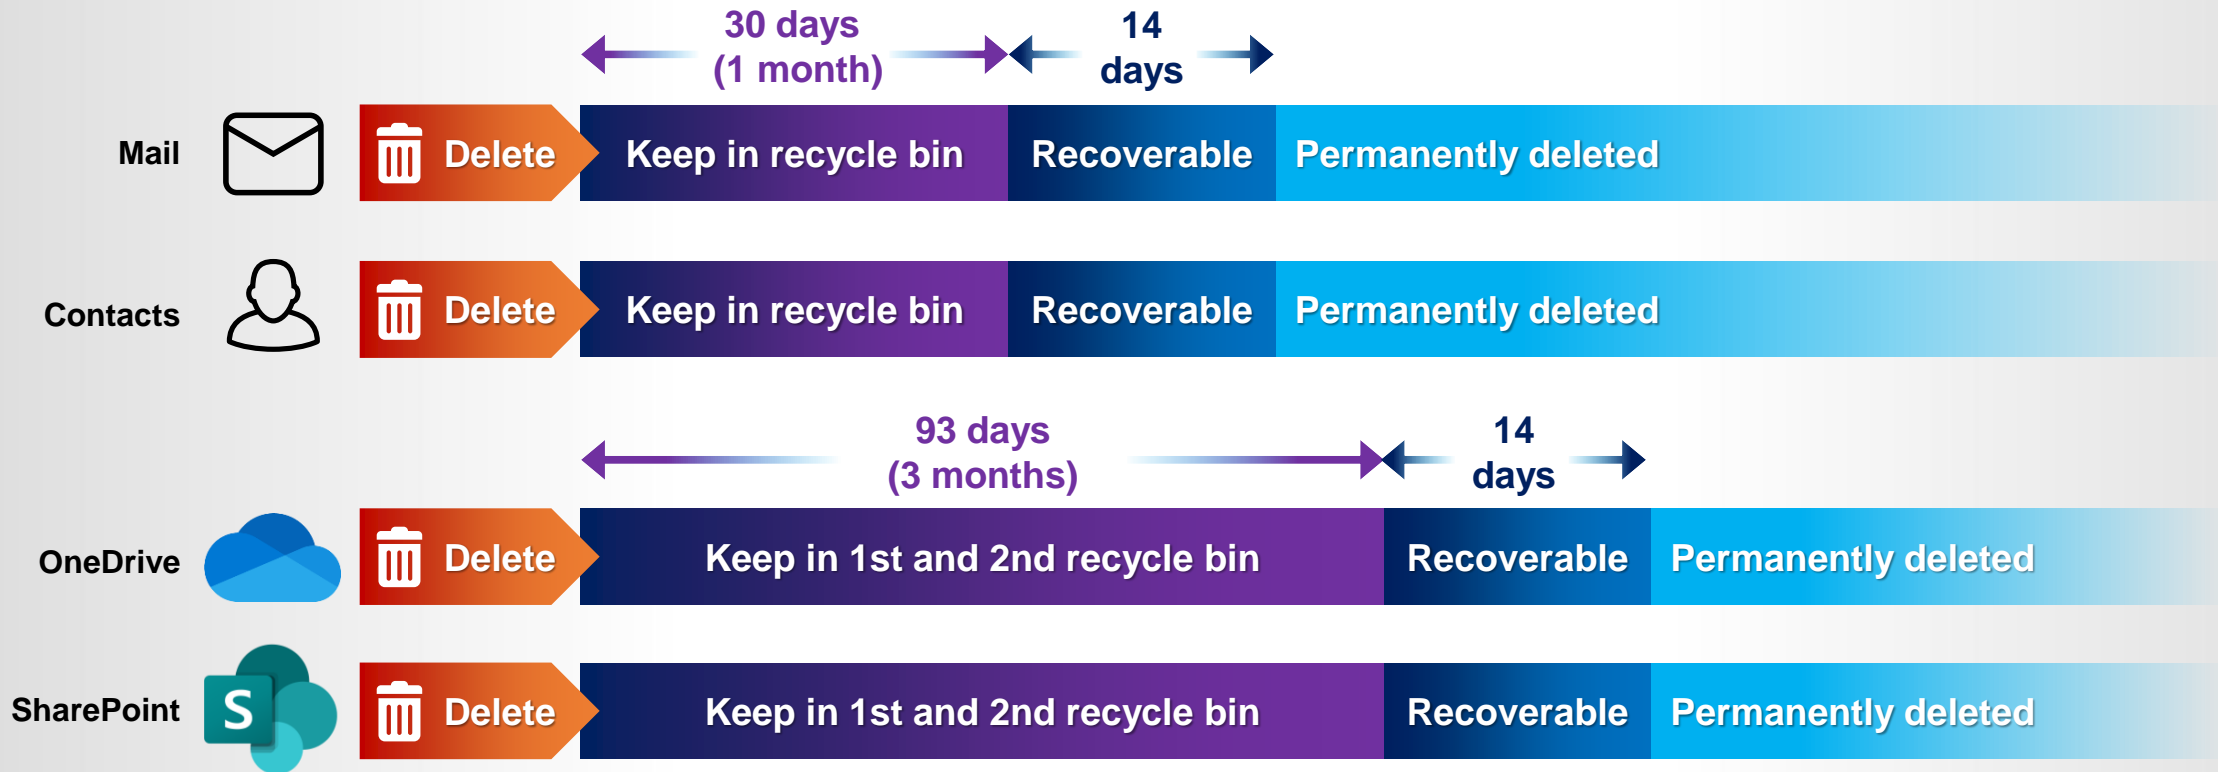 30 days
(1 month)
14
days
Mail
Delete
Keep in recycle bin
Recoverable
Permanently deleted
Contacts
Delete
Keep in recycle bin
Recoverable
Permanently deleted
93 days
(3 months)
14
days
OneDrive
Delete
Keep in 1st and 2nd recycle bin
Recoverable
Permanently deleted
SharePoint
S
Delete
Keep in 1st and 2nd recycle bin
Recoverable
Permanently deleted